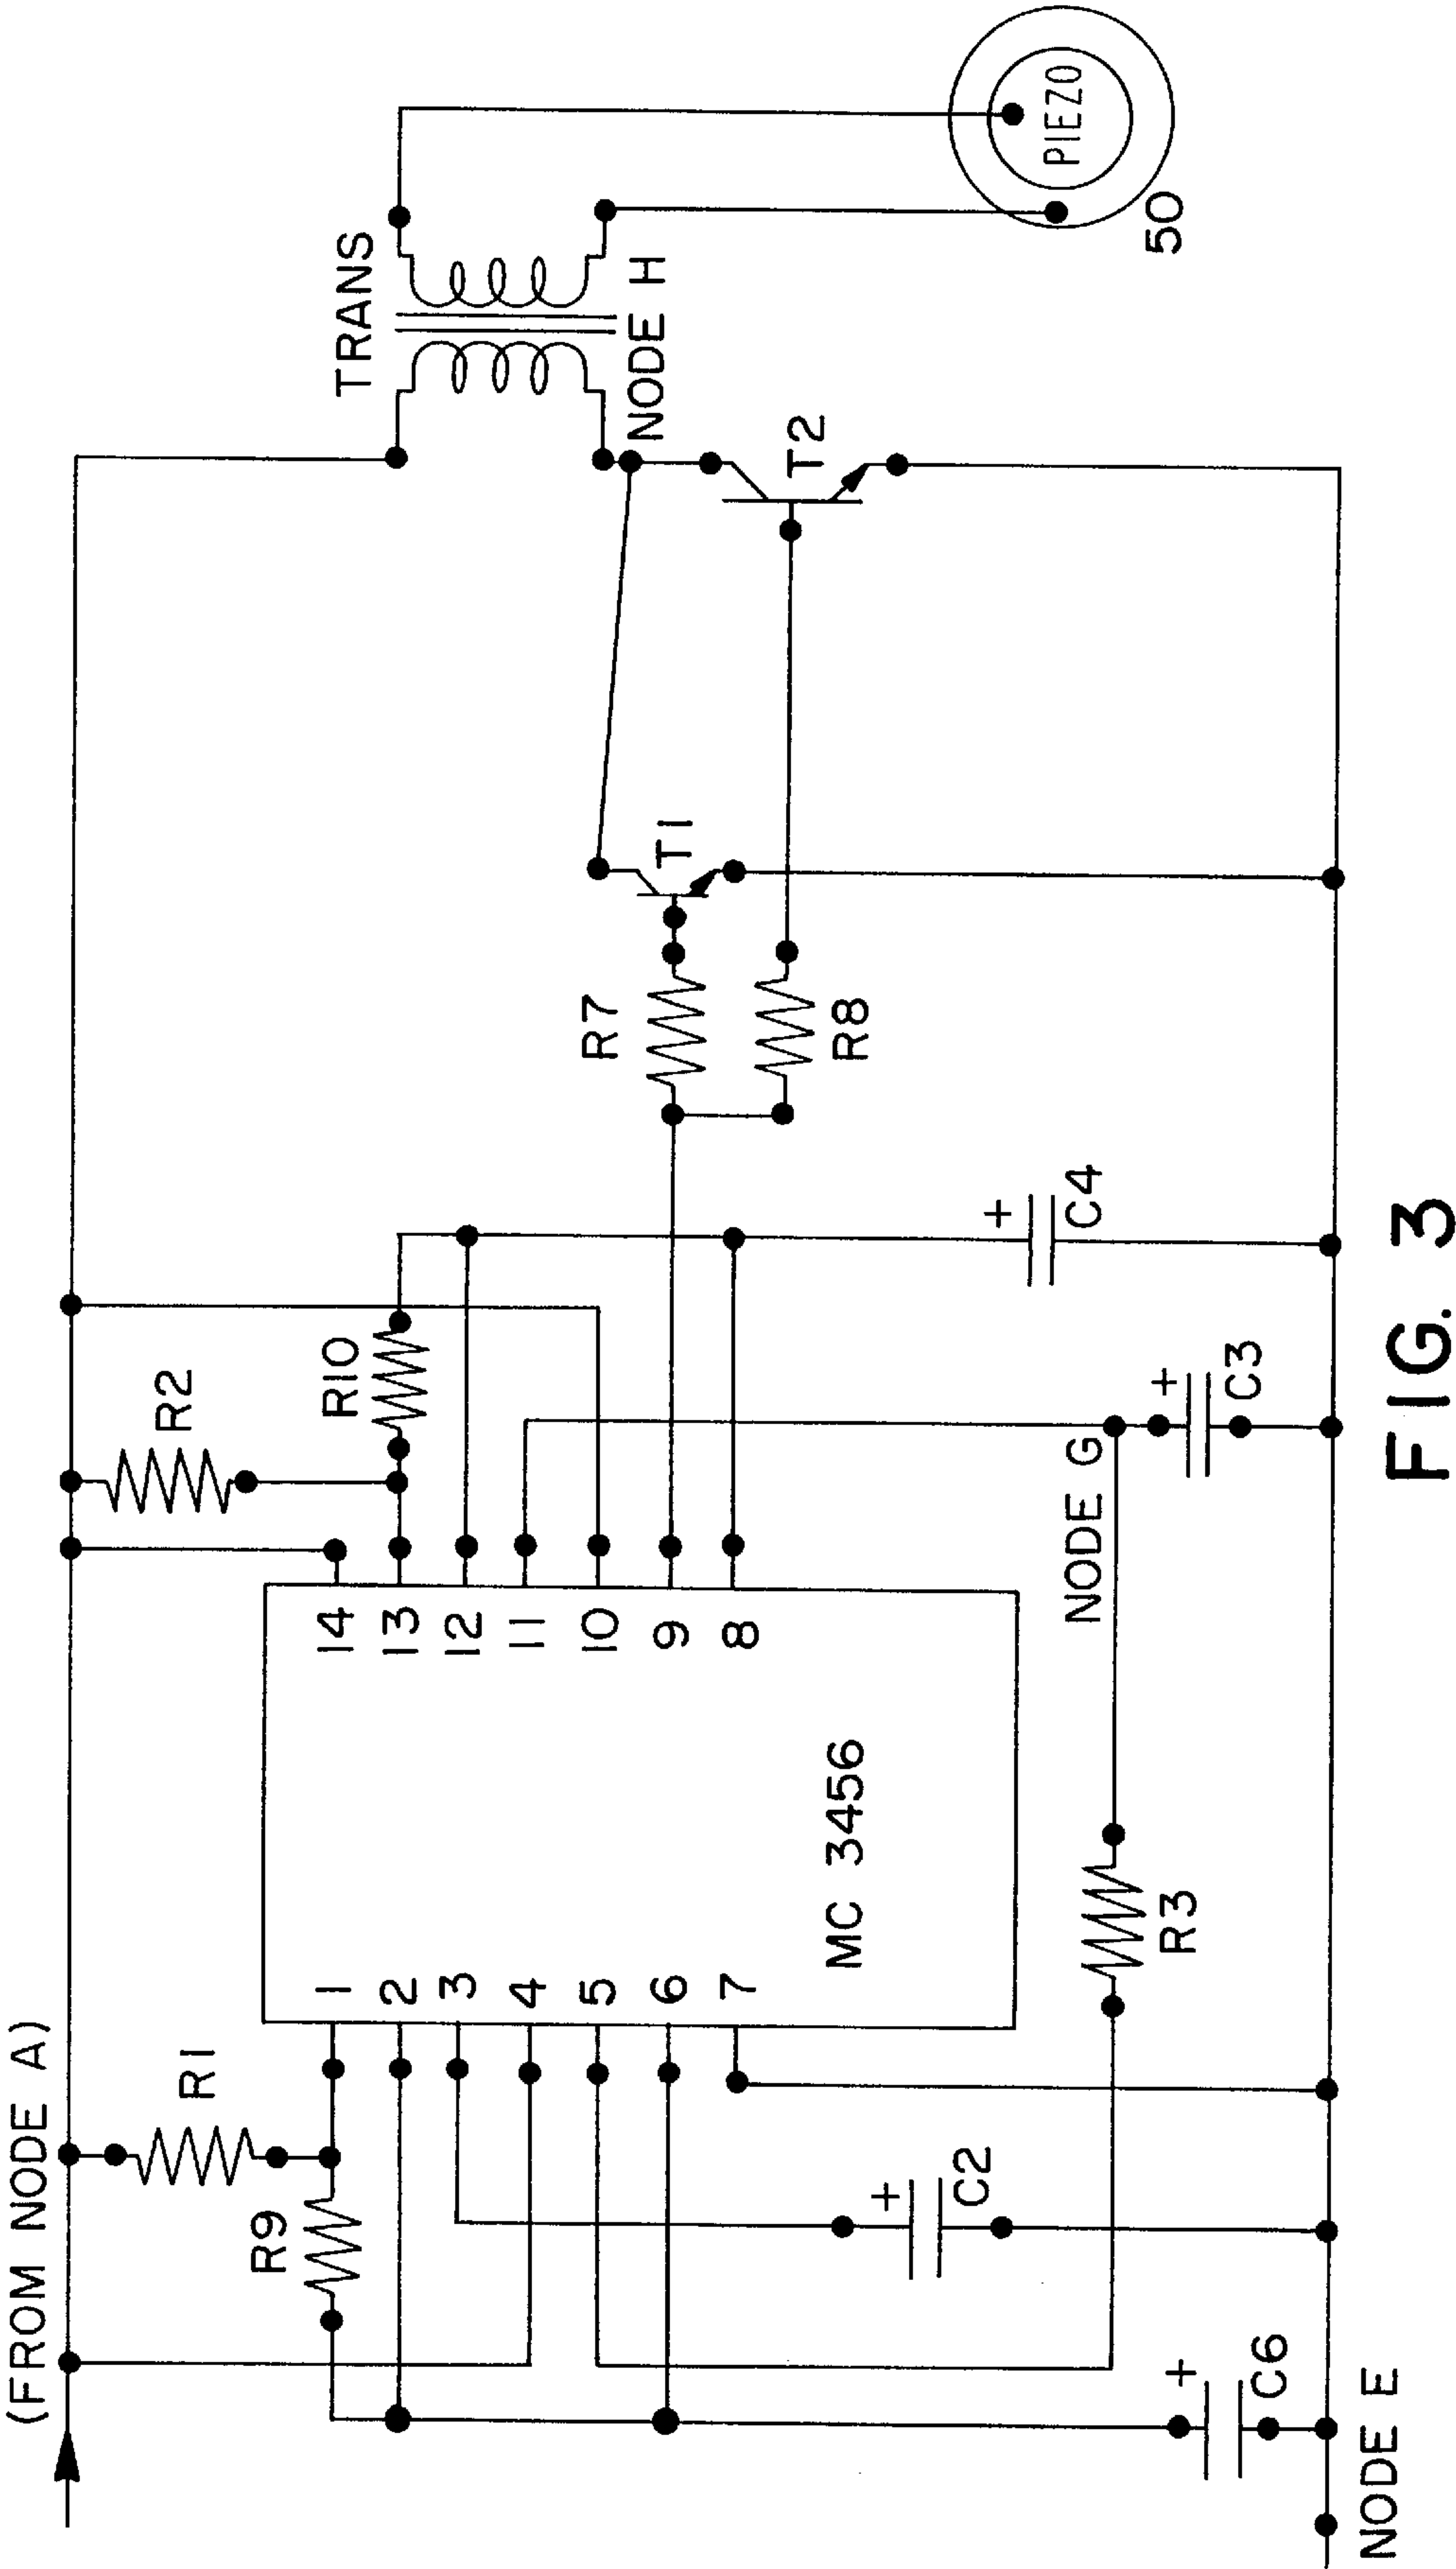 (FROM NODE A)
R1
R2
R9
R10
TRANS
1
2
3
4
5
6
7
14
13
12
11
10
9
8
MC 3456
R7
R8
T1
T2
NODE H
PIEZO
50
+
C2
R3
NODE G
+
C3
+
C4
+
C6
NODE E
FIG. 3